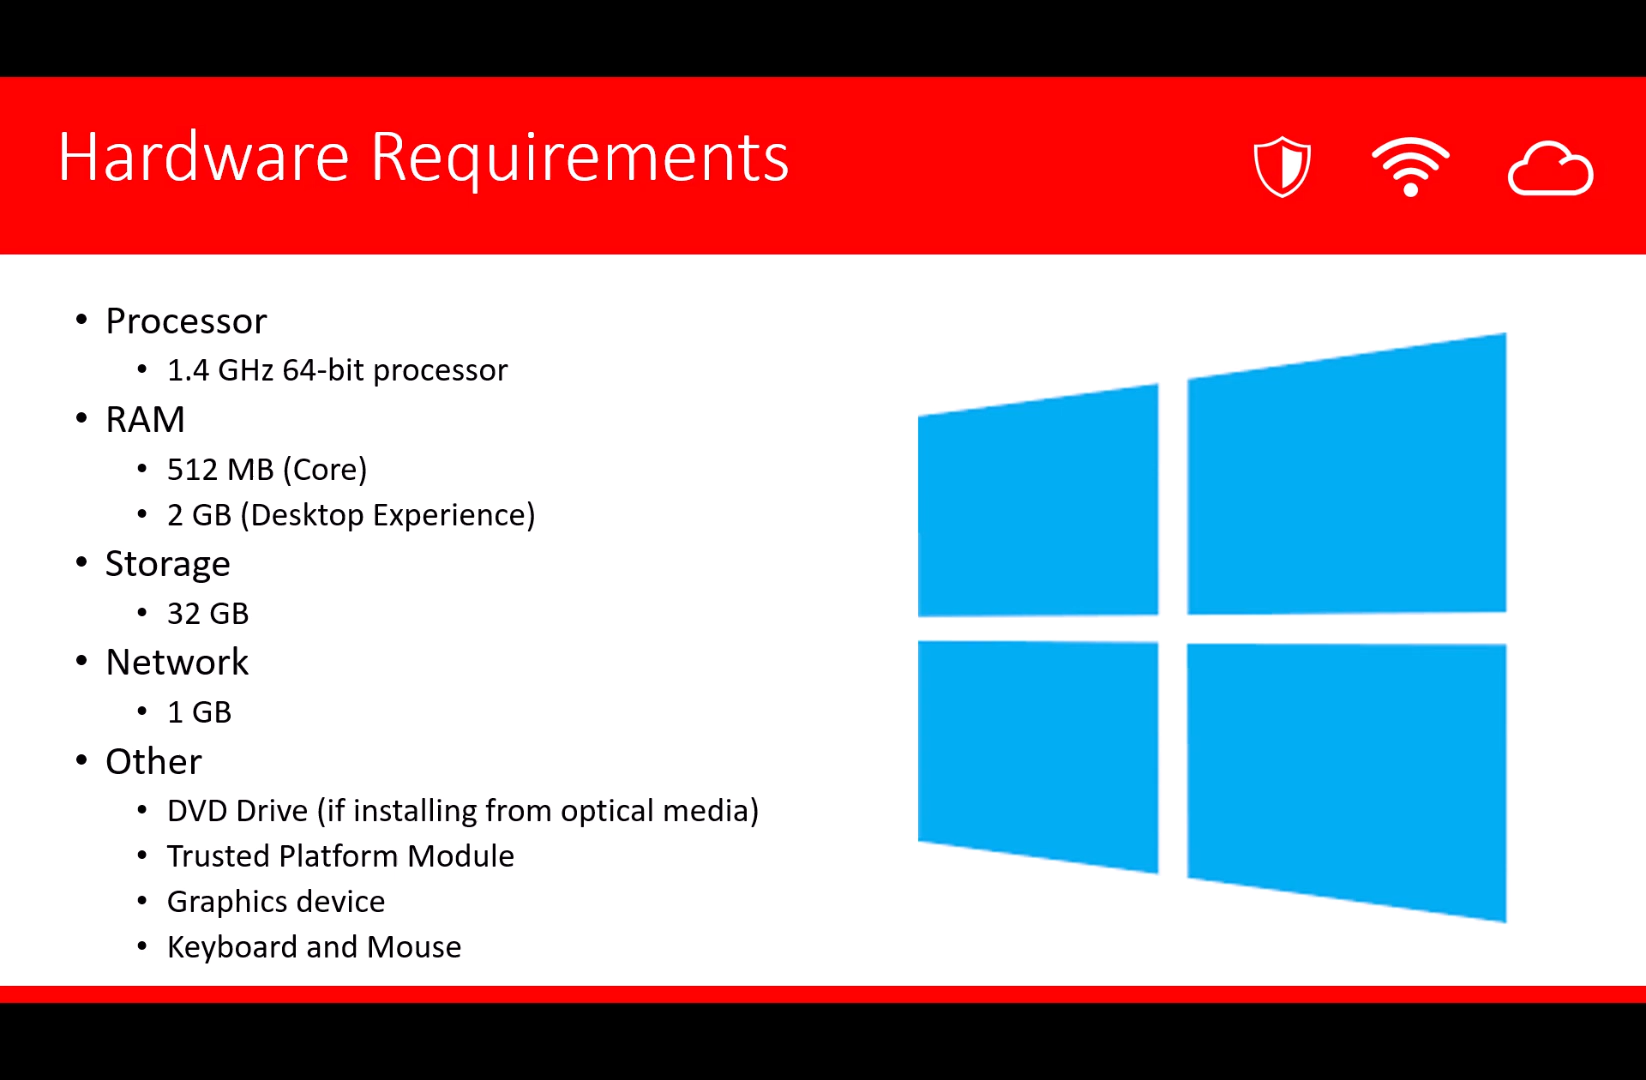 Hardware Requirements
• Processor
• 1.4 GHz 64-bit processor
• RAM
• 512 MB (Core)
• 2 GB (Desktop Experience)
• Storage
• 32 GB
• Network
• 1 GB
• Other
• DVD Drive (if installing from optical media)
• Trusted Platform Module
• Graphics device
• Keyboard and Mouse